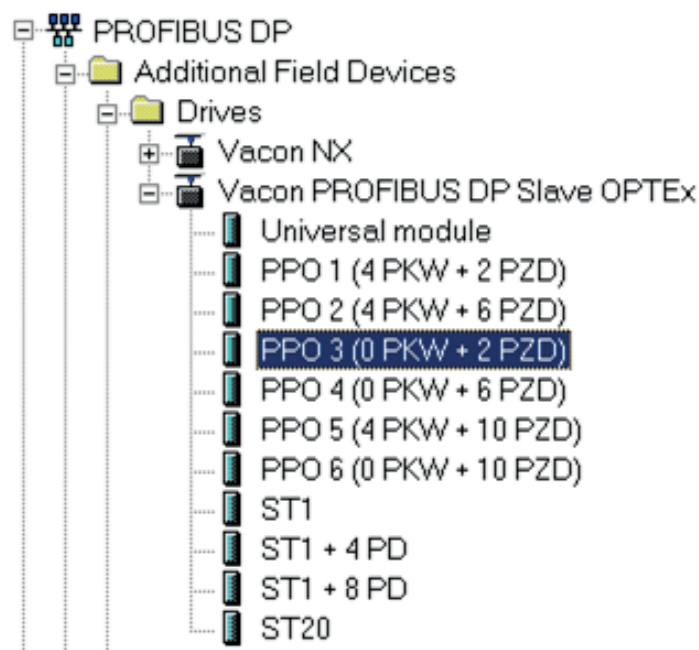 PROFIBUS DP
Additional Field Devices
Drives
Vacon NX
Vacon PROFIBUS DP Slave OPTEx
Universal module
PPO 1 (4 PKW + 2 PZD)
PPO 2 (4 PKW + 6 PZD)
PPO 3 (0 PKW + 2 PZD)
PPO 4 (0 PKW + 6 PZD)
PPO 5 (4 PKW + 10 PZD)
PPO 6 (0 PKW + 10 PZD)
ST1
ST1 + 4 PD
ST1 + 8 PD
ST20